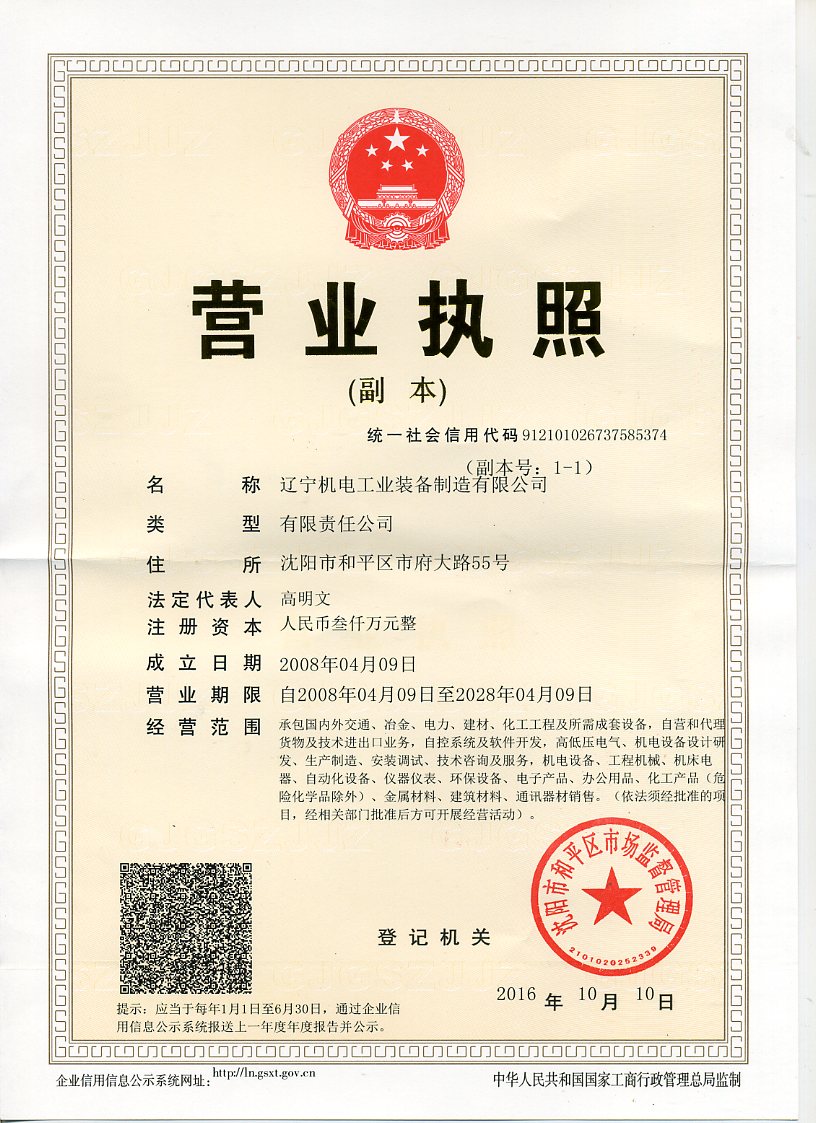 营业执照
(副 本)
统一社会信用代码 912101026737585374
（副本号：1-1）
名 称 辽宁机电工业装备制造有限公司
类 型 有限责任公司
住 所 沈阳市和平区市府大路55号
法定代表人 高明文
注册资本 人民币叁仟万元整
成立日期 2008年04月09日
营业期限 自2008年04月09日至2028年04月09日
经营范围 承包国内外交通、冶金、电力、建材、化工工程及所需成套设备，自营和代理
货物及技术进出口业务，自控系统及软件开发，高低压电气、机电设备设计研
发、生产制造、安装调试、技术咨询及服务，机电设备、工程机械、机床电
器、自动化设备、仪器仪表、环保设备、电子产品、办公用品、化工产品（危
险化学品除外）、金属材料、建筑材料、通讯器材销售。（依法须经批准的项
目，经相关部门批准后方可开展经营活动）。
沈阳市和平区市场监督管理局
2101020252339
登记机关
2016 年 10 月 10 日
提示：应当于每年1月1日至6月30日，通过企业信
用信息公示系统报送上一年度年度报告并公示。
企业信用信息公示系统网址：http://ln.gsxt.gov.cn
中华人民共和国国家工商行政管理总局监制